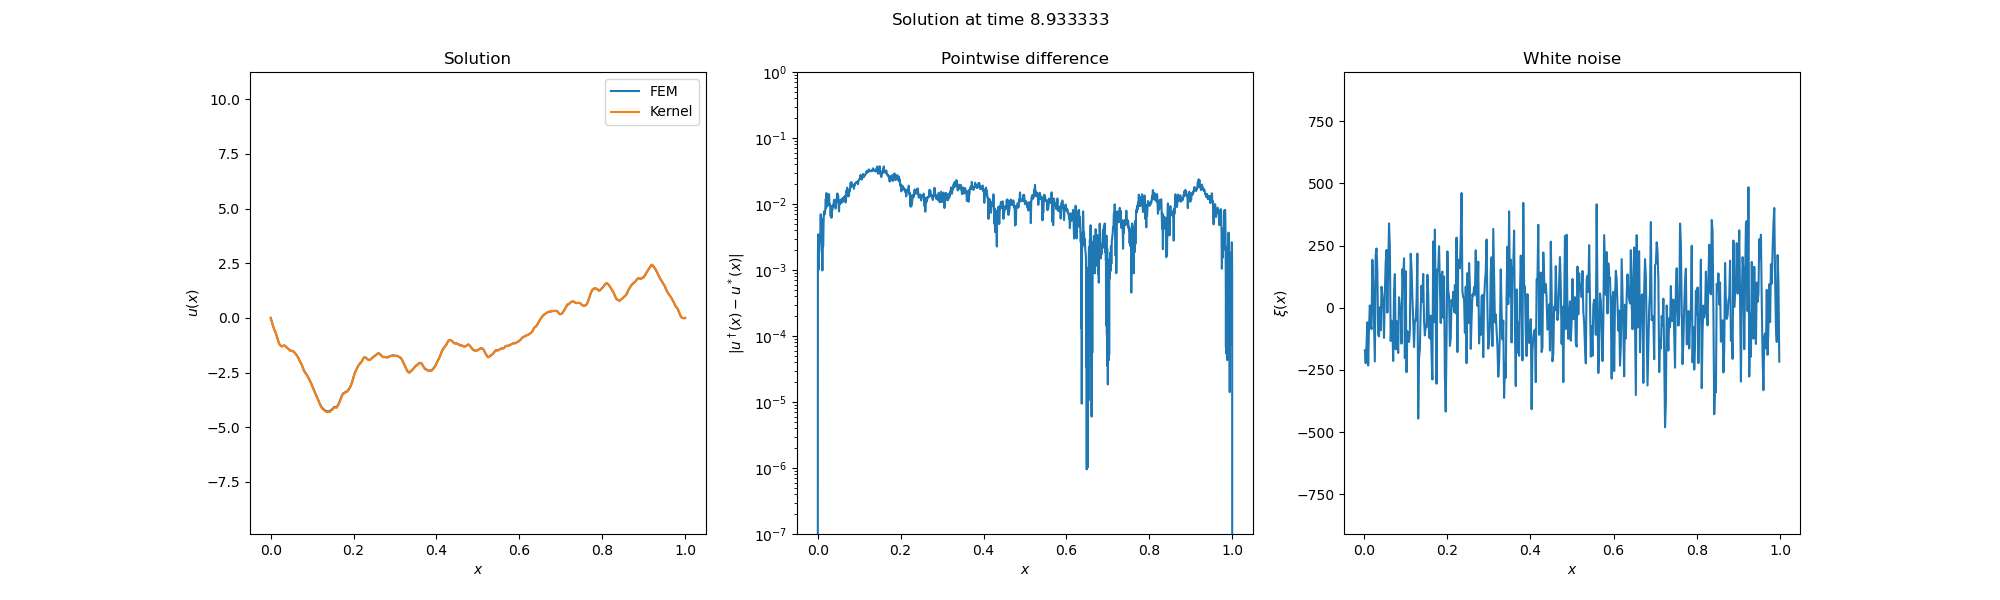 Solution at time 8.933333
Solution
10.0
7.5
5.0
2.5
0.0
−2.5
−5.0
−7.5
u(x)
FEM
Kernel
0.0 0.2 0.4 0.6 0.8 1.0
x
Pointwise difference
10⁰
10⁻¹
10⁻²
10⁻³
10⁻⁴
10⁻⁵
10⁻⁶
10⁻⁷
|u†(x) − u*(x)|
0.0 0.2 0.4 0.6 0.8 1.0
x
White noise
750
500
250
0
−250
−500
−750
ξ(x)
0.0 0.2 0.4 0.6 0.8 1.0
x